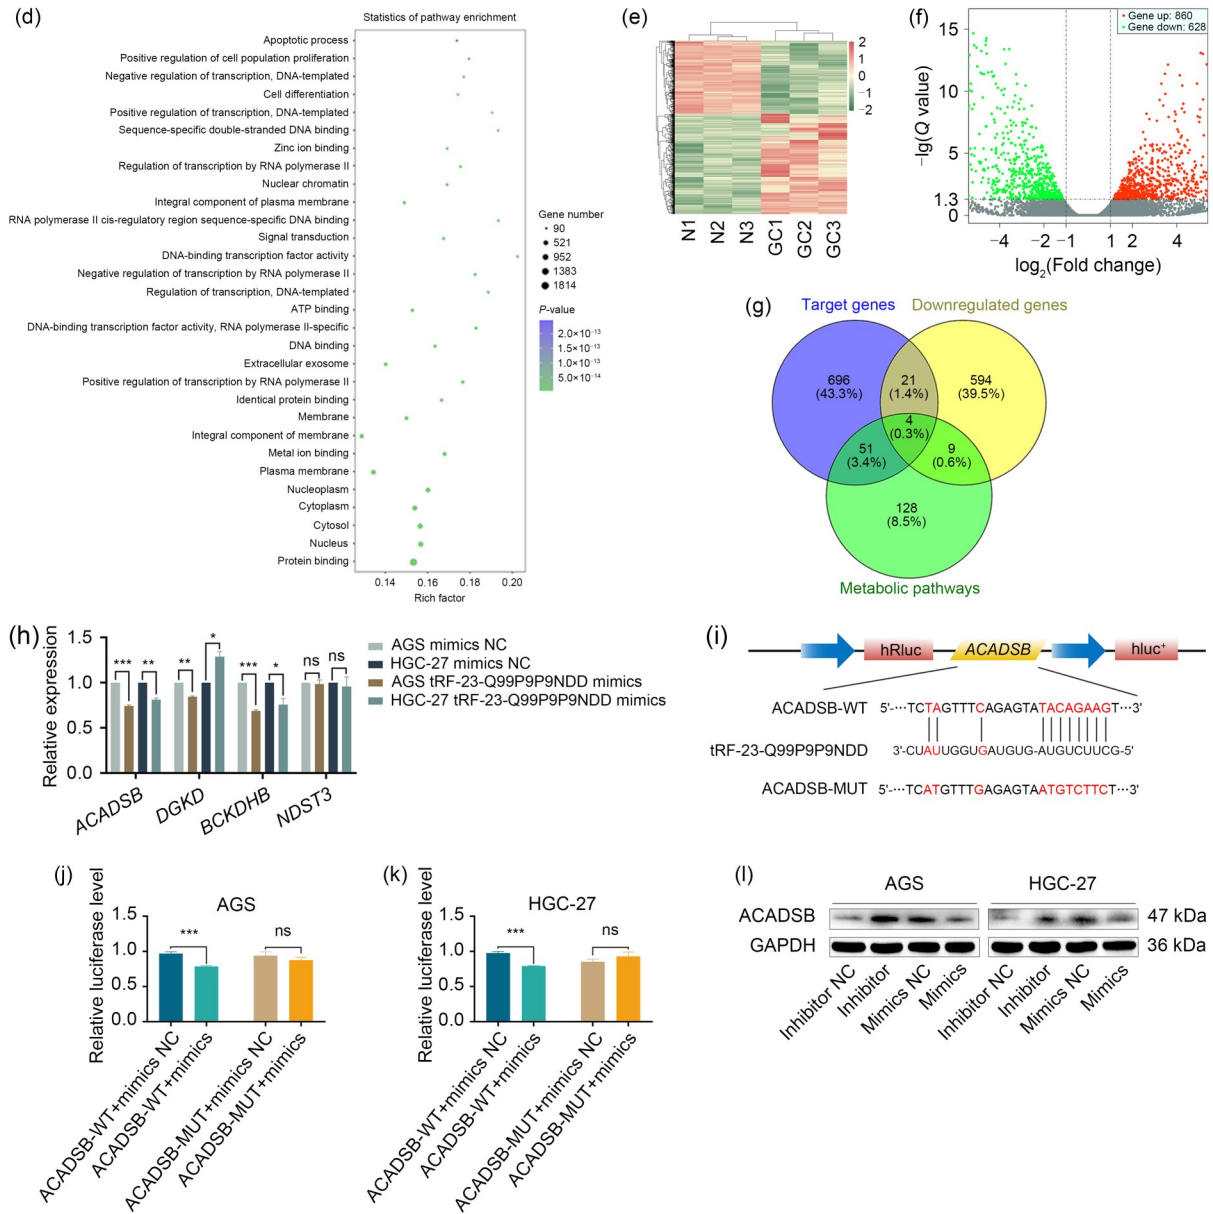 (d)
Statistics of pathway enrichment
Apoptotic process
Positive regulation of cell population proliferation
Negative regulation of transcription, DNA-templated
Cell differentiation
Positive regulation of transcription, DNA-templated
Sequence-specific double-stranded DNA binding
Zinc ion binding
Regulation of transcription by RNA polymerase II
Nuclear chromatin
Integral component of plasma membrane
RNA polymerase II cis-regulatory region sequence-specific DNA binding
Signal transduction
DNA-binding transcription factor activity
Negative regulation of transcription by RNA polymerase II
Regulation of transcription, DNA-templated
ATP binding
DNA-binding transcription factor activity, RNA polymerase II-specific
DNA binding
Extracellular exosome
Positive regulation of transcription by RNA polymerase II
Identical protein binding
Membrane
Integral component of membrane
Metal ion binding
Plasma membrane
Nucleoplasm
Cytoplasm
Cytosol
Nucleus
Protein binding
0.14 0.16 0.18 0.20
Rich factor
Gene number
90
521
952
1383
1814
P-value
2.0×10⁻¹³
1.5×10⁻¹³
1.0×10⁻¹³
5.0×10⁻¹⁴
(e)
2
1
0
−1
−2
N1 N2 N3 GC1 GC2 GC3
(f)
Gene up: 860
Gene down: 628
−lg(Q value)
15
10
5
1.3
0
−4 −2 −1 1 2 4
log₂(Fold change)
(g)
Target genes
Downregulated genes
696
(43.3%)
21
(1.4%)
594
(39.5%)
4
(0.3%)
51
(3.4%)
9
(0.6%)
128
(8.5%)
Metabolic pathways
(h)
Relative expression
1.5
1.0
0.5
0.0
*** ** ** * *** * ns ns
ACADSB DGKD BCKDHB NDST3
AGS mimics NC
HGC-27 mimics NC
AGS tRF-23-Q99P9P9NDD mimics
HGC-27 tRF-23-Q99P9P9NDD mimics
(i)
hRluc ACADSB hluc⁺
ACADSB-WT 5'-···TCTAGTTTCAGAGTATACAGAAGT···3'
tRF-23-Q99P9P9NDD 3'-CUAUUGGUGAUGUG-AUGUCUUCG-5'
ACADSB-MUT 5'-···TCATGTTTGAGAGTAATGTCTTCT···3'
(j)
AGS
Relative luciferase level
1.5
1.0
0.5
0.0
*** ns
ACADSB-WT+mimics NC
ACADSB-WT+mimics
ACADSB-MUT+mimics NC
ACADSB-MUT+mimics
(k)
HGC-27
Relative luciferase level
1.5
1.0
0.5
0.0
*** ns
ACADSB-WT+mimics NC
ACADSB-WT+mimics
ACADSB-MUT+mimics NC
ACADSB-MUT+mimics
(l)
AGS HGC-27
ACADSB 47 kDa
GAPDH 36 kDa
Inhibitor NC
Inhibitor
Mimics NC
Mimics
Inhibitor NC
Inhibitor
Mimics NC
Mimics